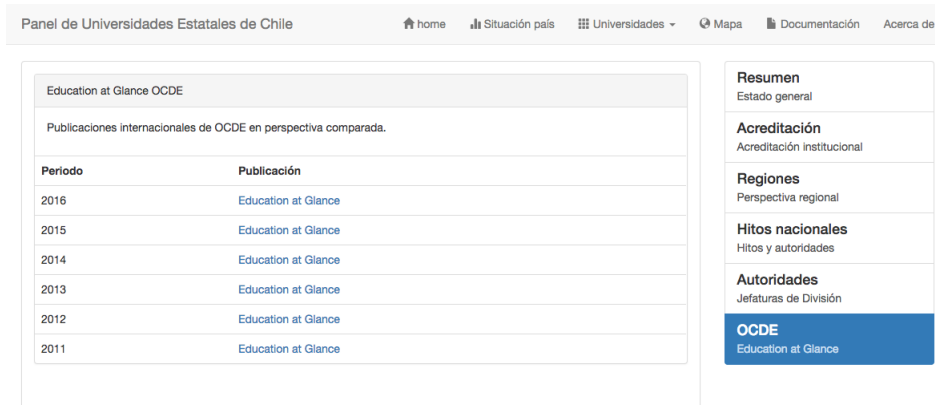 Panel de Universidades Estatales de Chile home Situación país Universidades Mapa Documentación Acerca de
Education at Glance OCDE
Publicaciones internacionales de OCDE en perspectiva comparada.
Periodo Publicación
2016 Education at Glance
2015 Education at Glance
2014 Education at Glance
2013 Education at Glance
2012 Education at Glance
2011 Education at Glance
Resumen
Estado general
Acreditación
Acreditación institucional
Regiones
Perspectiva regional
Hitos nacionales
Hitos y autoridades
Autoridades
Jefaturas de División
OCDE
Education at Glance